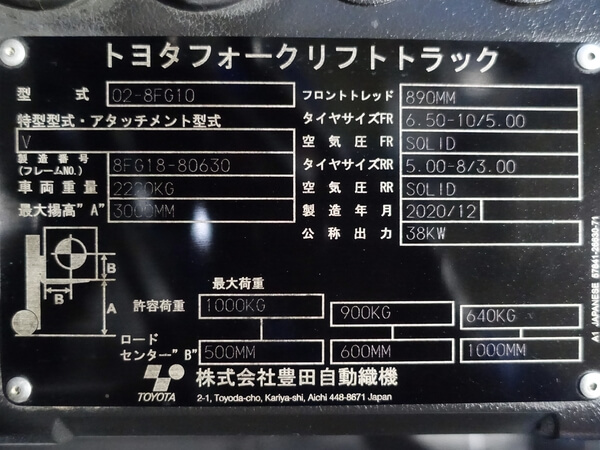 トヨタフォークリフトトラック
型 式 02-8FG10
特型型式・アタッチメント型式
V
製造番号 (フレームNO.) 8FG18-80630
車両重量 2220KG
最大揚高"A" 3000MM
フロントトレッド 890MM
タイヤサイズFR 6.50-10/5.00
空気圧FR SOLID
タイヤサイズRR 5.00-8/3.00
空気圧RR SOLID
製造年月 2020/12
公称出力 38KW
B
B A
最大荷重
許容荷重 1000KG 900KG 640KG
ロード
センター"B" 500MM 600MM 1000MM
TOYOTA 株式会社豊田自動織機
2-1, Toyoda-cho, Kariya-shi, Aichi 448-8671 Japan